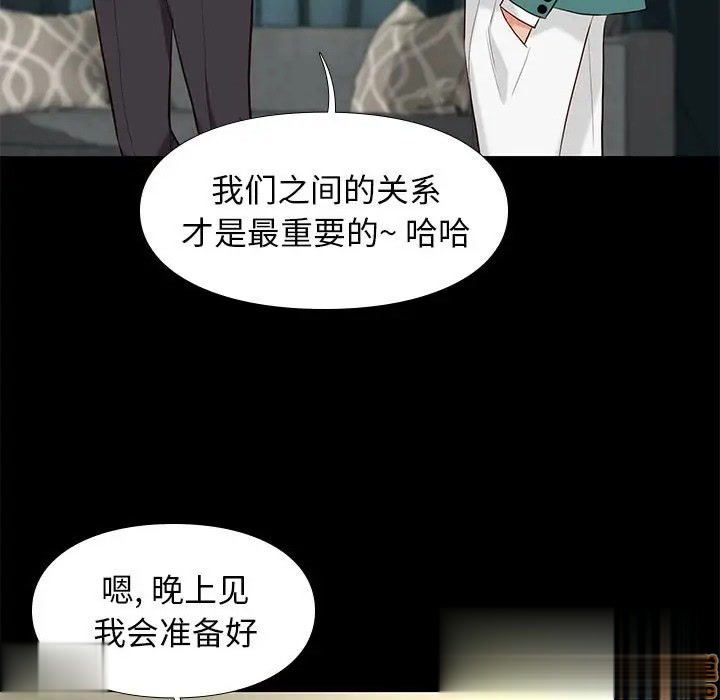 我们之间的关系
才是最重要的~ 哈哈
嗯, 晚上见
我会准备好